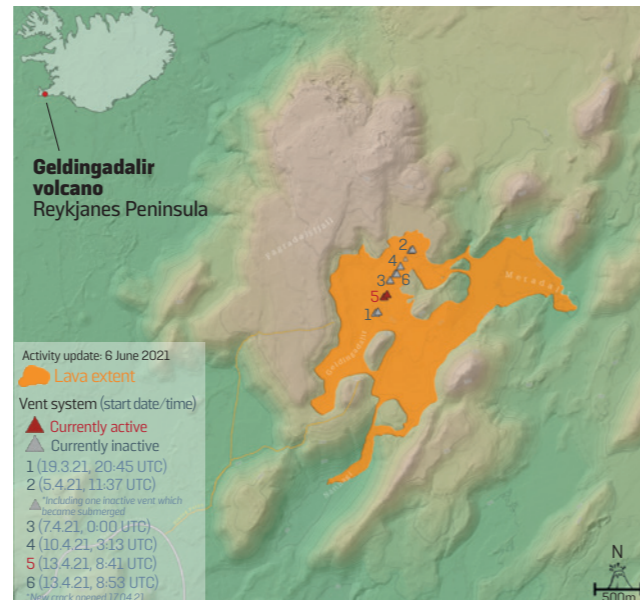 Geldingadalir
volcano
Reykjanes Peninsula
2
4
3
6
5
1
Meradalir
Geldingadalir
Activity update: 6 June 2021
Lava extent
Vent system (start date/time)
Currently active
Currently inactive
1 (19.3.21, 20:45 UTC)
2 (5.4.21, 11:37 UTC)
*Including one inactive vent which
became submerged
3 (7.4.21, 0:00 UTC)
4 (10.4.21, 3:13 UTC)
5 (13.4.21, 8:41 UTC)
6 (13.4.21, 8:53 UTC)
*New crack opened 17.04.21
N
500m